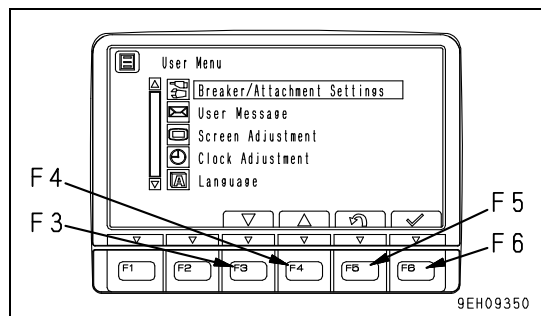 User Menu
Breaker/Attachment Settings
User Message
Screen Adjustment
Clock Adjustment
A Language
F4
F3
F5
F6
F1 F2 F3 F4 F5 F6
9EH09350